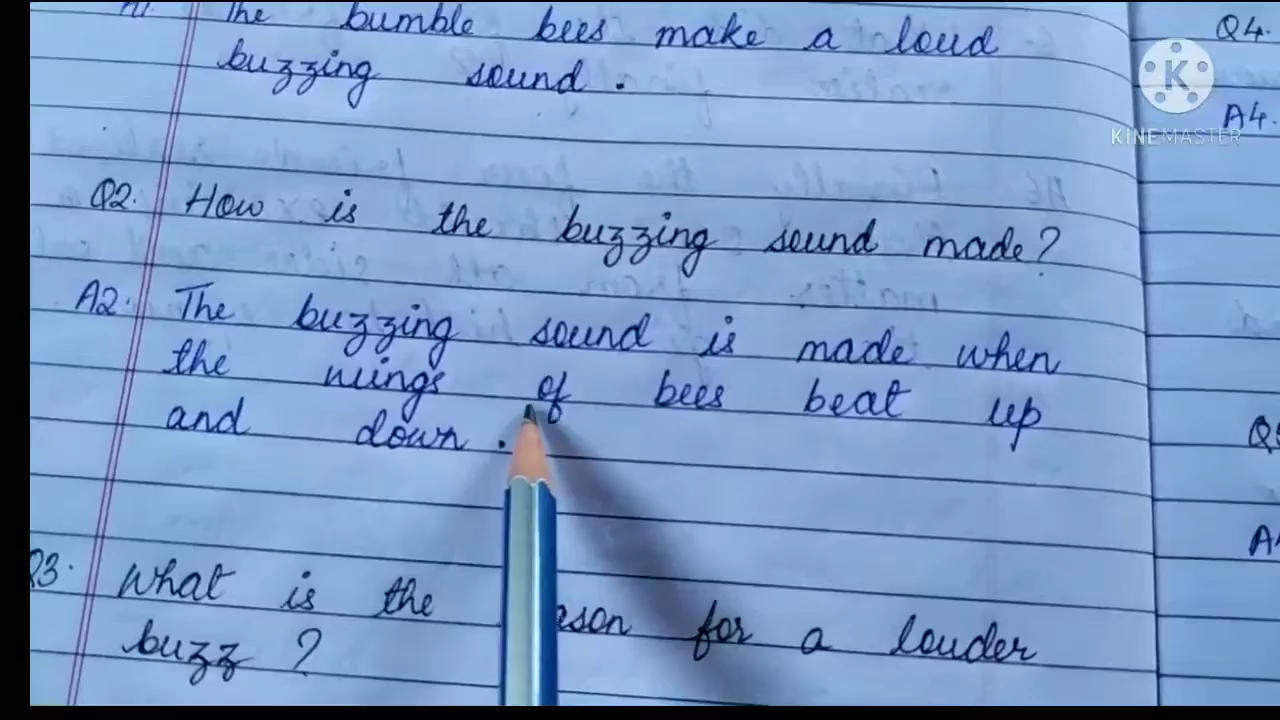 The bumble bees make a loud
buzzing sound.
Q2. How is the buzzing sound made?
A2. The buzzing sound is made when
the wings of bees beat up
and down.
Q3. What is the for a louder
buzz?
Q4.
A4.
K
KINEMASTER